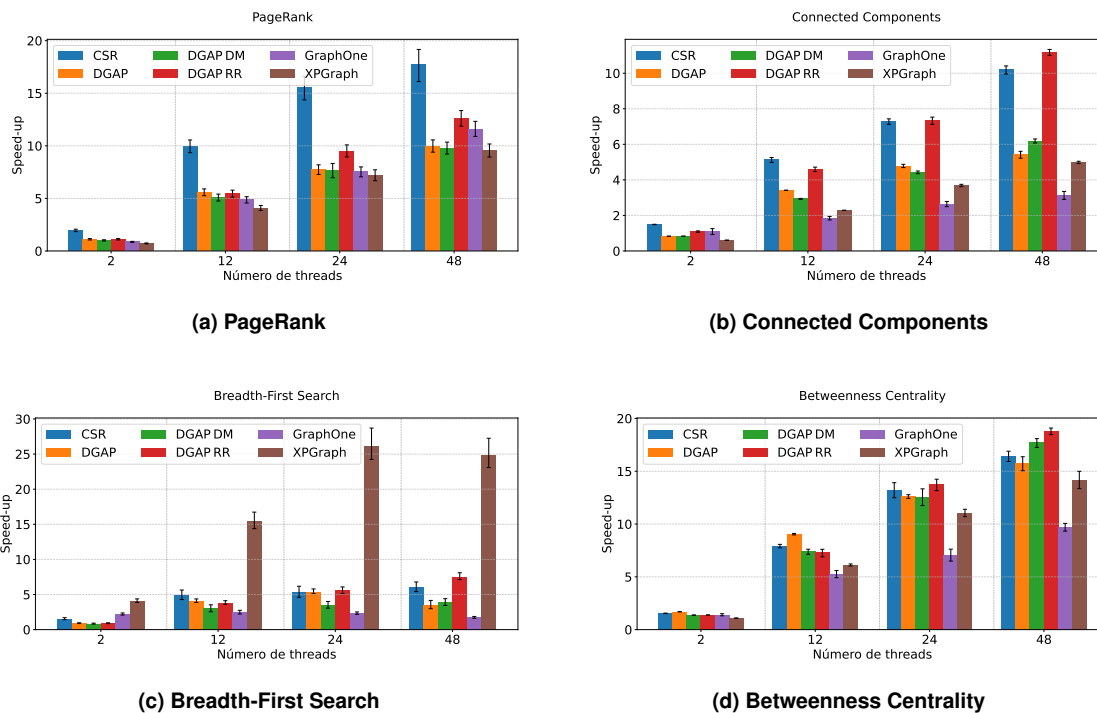 PageRank
CSR DGAP DM GraphOne
DGAP DGAP RR XPGraph
Speed-up
20
15
10
5
0
2 12 24 48
Número de threads
(a) PageRank
Connected Components
CSR DGAP DM GraphOne
DGAP DGAP RR XPGraph
Speed-up
10
8
6
4
2
0
2 12 24 48
Número de threads
(b) Connected Components
Breadth-First Search
CSR DGAP DM GraphOne
DGAP DGAP RR XPGraph
Speed-up
30
25
20
15
10
5
0
2 12 24 48
Número de threads
(c) Breadth-First Search
Betweenness Centrality
CSR DGAP DM GraphOne
DGAP DGAP RR XPGraph
Speed-up
20
15
10
5
0
2 12 24 48
Número de threads
(d) Betweenness Centrality